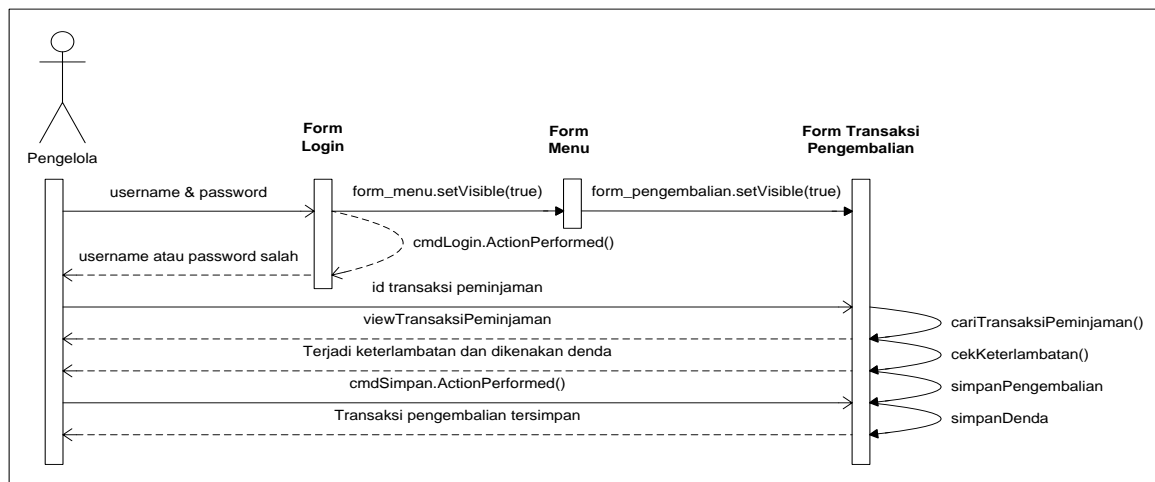 Pengelola
Form
Login
Form
Menu
Form Transaksi
Pengembalian
username & password
form_menu.setVisible(true)
form_pengembalian.setVisible(true)
cmdLogin.ActionPerformed()
username atau password salah
id transaksi peminjaman
viewTransaksiPeminjaman
cariTransaksiPeminjaman()
Terjadi keterlambatan dan dikenakan denda
cekKeterlambatan()
cmdSimpan.ActionPerformed()
simpanPengembalian
Transaksi pengembalian tersimpan
simpanDenda